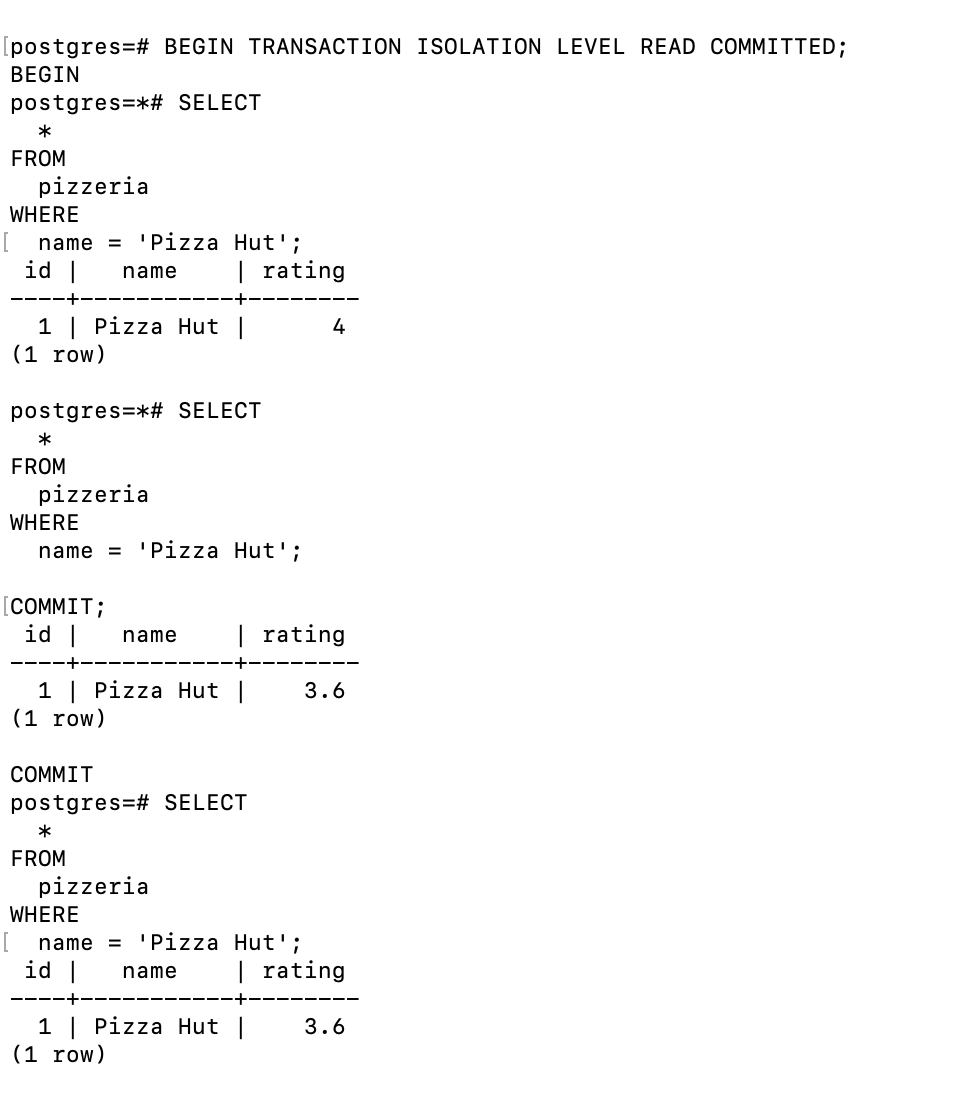 [postgres=# BEGIN TRANSACTION ISOLATION LEVEL READ COMMITTED;
BEGIN
postgres=*# SELECT
  *
FROM
  pizzeria
WHERE
[  name = 'Pizza Hut';
 id |   name    | rating
----+-----------+--------
  1 | Pizza Hut |      4
(1 row)

postgres=*# SELECT
  *
FROM
  pizzeria
WHERE
  name = 'Pizza Hut';

[COMMIT;
 id |   name    | rating
----+-----------+--------
  1 | Pizza Hut |    3.6
(1 row)

COMMIT
postgres=# SELECT
  *
FROM
  pizzeria
WHERE
[  name = 'Pizza Hut';
 id |   name    | rating
----+-----------+--------
  1 | Pizza Hut |    3.6
(1 row)